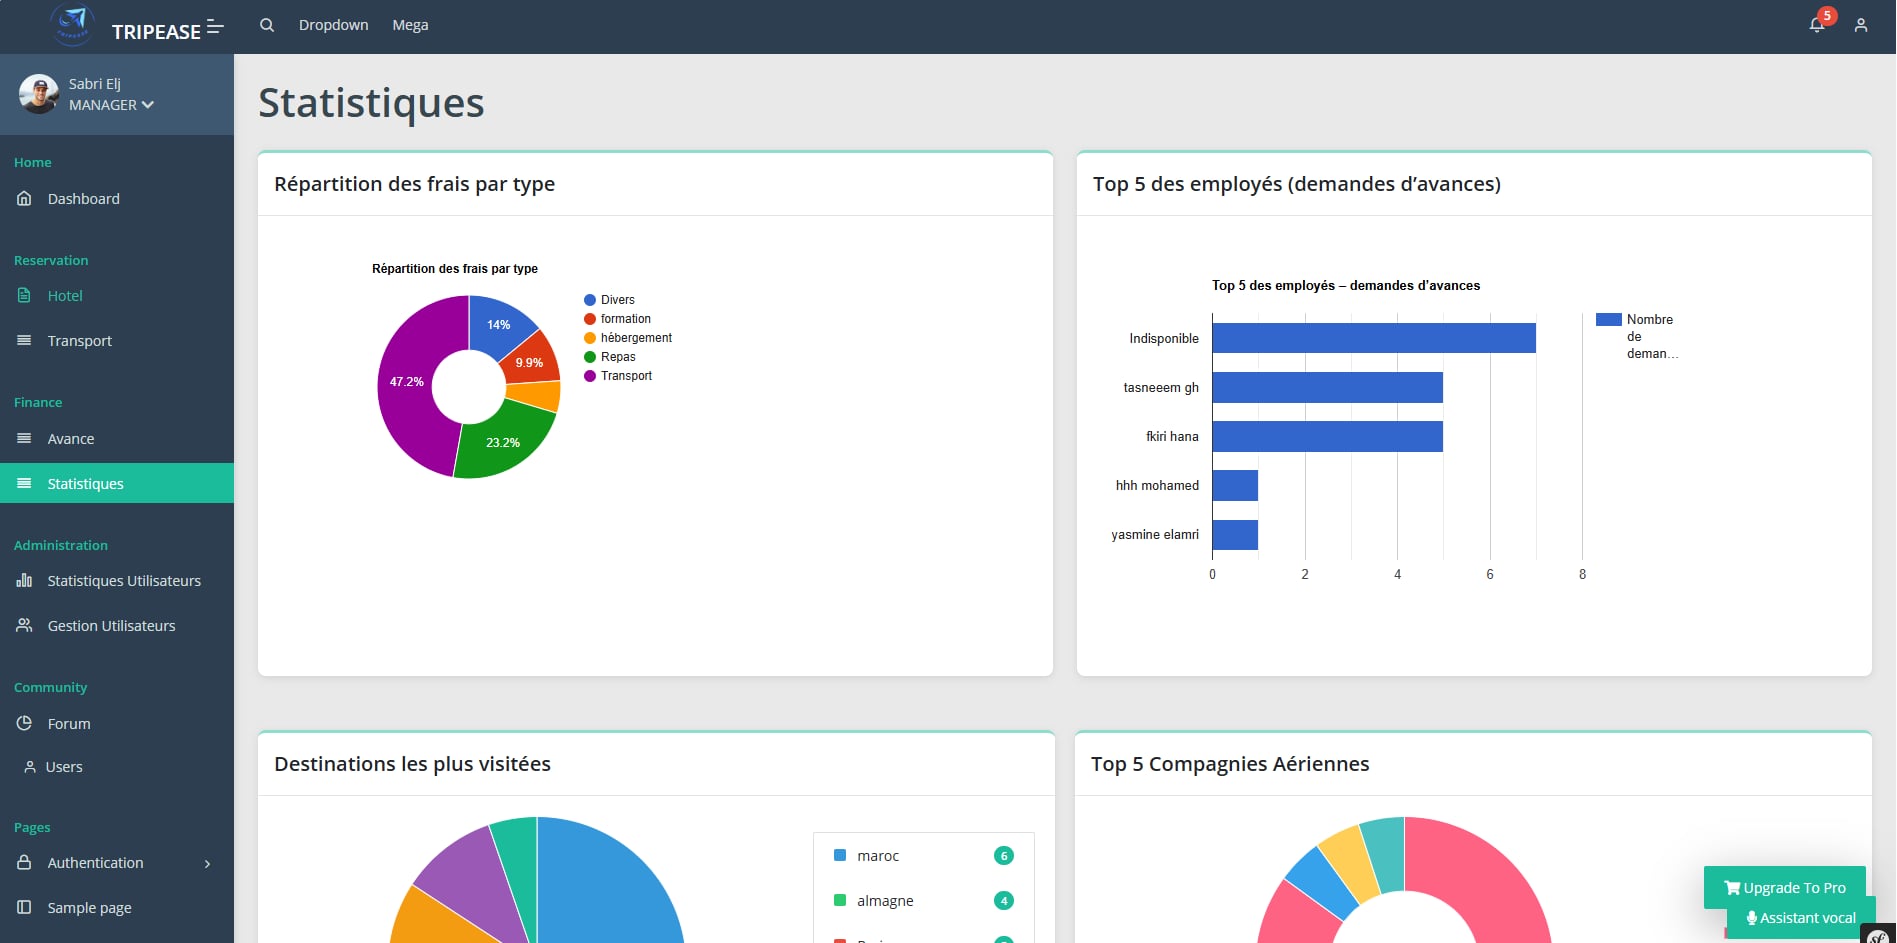 TRIPEASE
Dropdown
Mega
5
Sabri Elj
MANAGER
Home
Dashboard
Reservation
Hotel
Transport
Finance
Avance
Statistiques
Administration
Statistiques Utilisateurs
Gestion Utilisateurs
Community
Forum
Users
Pages
Authentication
Sample page
Statistiques
Répartition des frais par type
Répartition des frais par type
14%
9.9%
47.2%
23.2%
Divers
formation
hébergement
Repas
Transport
Top 5 des employés (demandes d’avances)
Top 5 des employés – demandes d’avances
Indisponible
tasneeem gh
fkiri hana
hhh mohamed
yasmine elamri
0 2 4 6 8
Nombre
de
deman...
Destinations les plus visitées
maroc 6
almagne 4
Top 5 Compagnies Aériennes
Upgrade To Pro
Assistant vocal